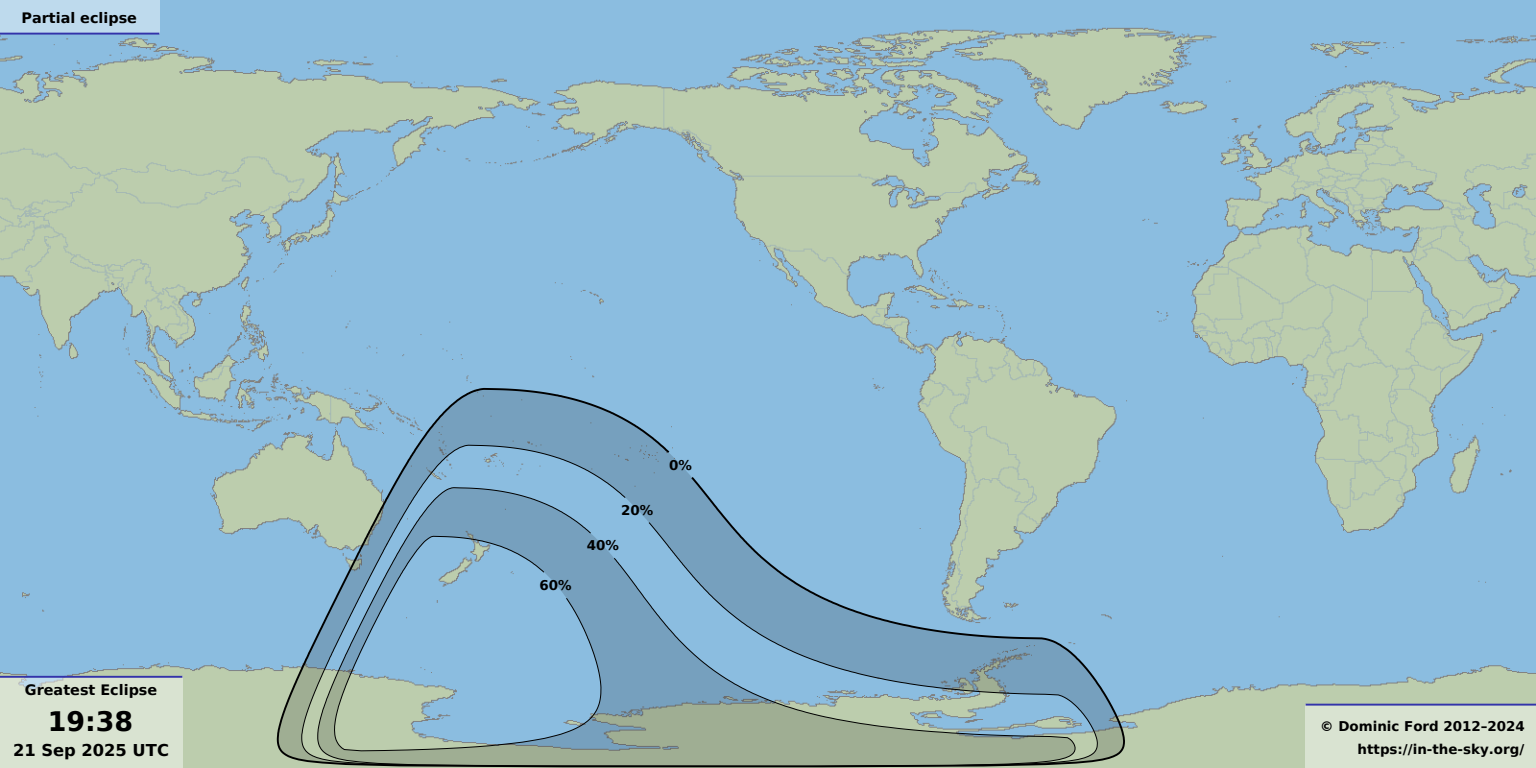 Partial eclipse
0%
20%
40%
60%
Greatest Eclipse
19:38
21 Sep 2025 UTC
© Dominic Ford 2012–2024
https://in-the-sky.org/